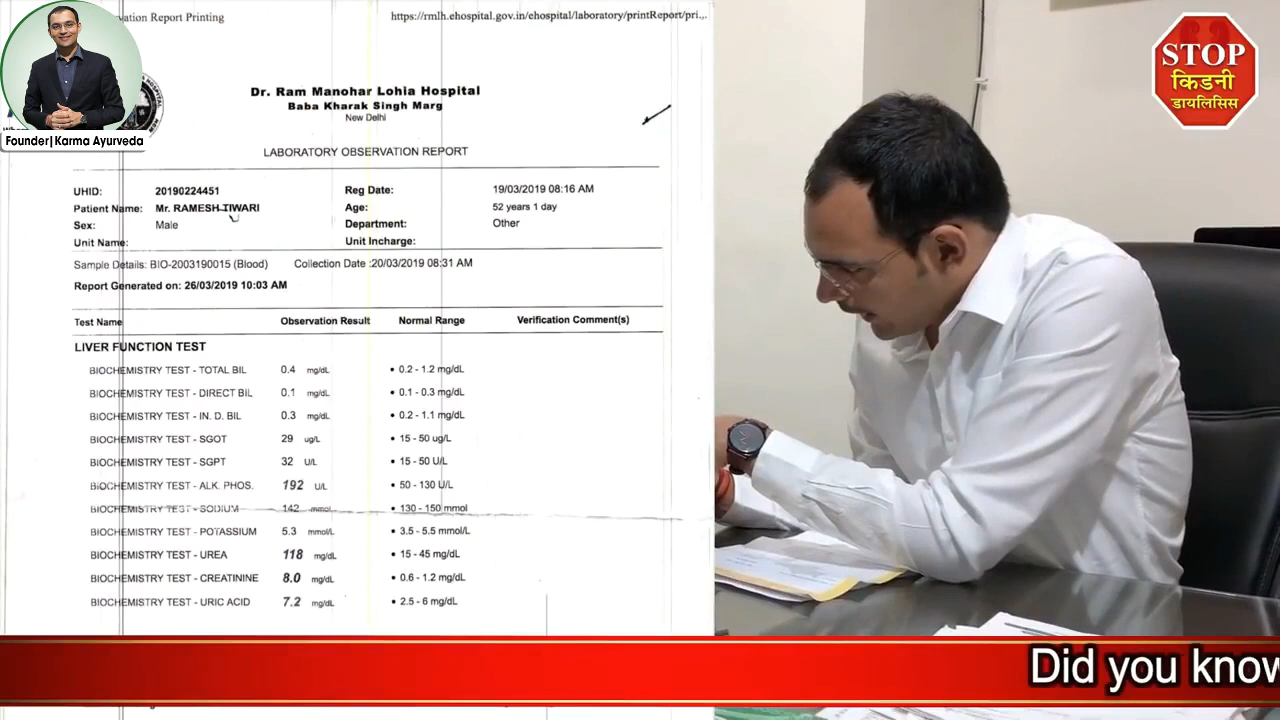 vation Report Printing
https://rmlh.ehospital.gov.in/ehospital/laboratory/printReport/pri...
Founder|Karma Ayurveda
Dr. Ram Manohar Lohia Hospital
Baba Kharak Singh Marg
New Delhi
LABORATORY OBSERVATION REPORT
UHID: 20190224451 Reg Date: 19/03/2019 08:16 AM
Patient Name: Mr. RAMESH TIWARI Age: 52 years 1 day
Sex: Male Department: Other
Unit Name: Unit Incharge:
Sample Details: BIO-2003190015 (Blood) Collection Date :20/03/2019 08:31 AM
Report Generated on: 26/03/2019 10:03 AM
Test Name Observation Result Normal Range Verification Comment(s)
LIVER FUNCTION TEST
BIOCHEMISTRY TEST - TOTAL BIL 0.4 mg/dL • 0.2 - 1.2 mg/dL
BIOCHEMISTRY TEST - DIRECT BIL 0.1 mg/dL • 0.1 - 0.3 mg/dL
BIOCHEMISTRY TEST - IN. D. BIL 0.3 mg/dL • 0.2 - 1.1 mg/dL
BIOCHEMISTRY TEST - SGOT 29 ug/L • 15 - 50 ug/L
BIOCHEMISTRY TEST - SGPT 32 U/L • 15 - 50 U/L
BIOCHEMISTRY TEST - ALK. PHOS. 192 U/L • 50 - 130 U/L
BIOCHEMISTRY TEST - SODIUM 142 mmol • 130 - 150 mmol
BIOCHEMISTRY TEST - POTASSIUM 5.3 mmol/L • 3.5 - 5.5 mmol/L
BIOCHEMISTRY TEST - UREA 118 mg/dL • 15 - 45 mg/dL
BIOCHEMISTRY TEST - CREATININE 8.0 mg/dL • 0.6 - 1.2 mg/dL
BIOCHEMISTRY TEST - URIC ACID 7.2 mg/dL • 2.5 - 6 mg/dL
STOP
किडनी
डायलिसिस
Did you know